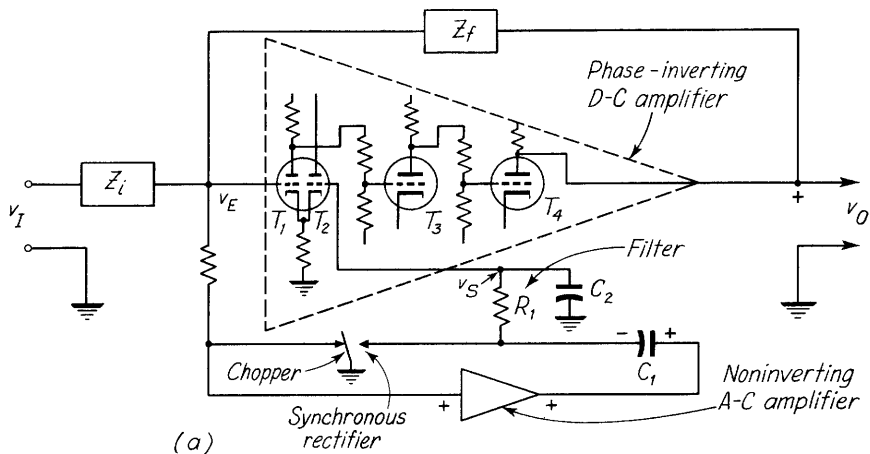 Z_f
Phase-inverting
D-C amplifier
Z_i
v_I
v_E
T_1
T_2
T_3
T_4
+
v_O
Filter
v_S
R_1
C_2
-
+
C_1
Chopper
Synchronous
rectifier
+
+
Noninverting
A-C amplifier
(a)